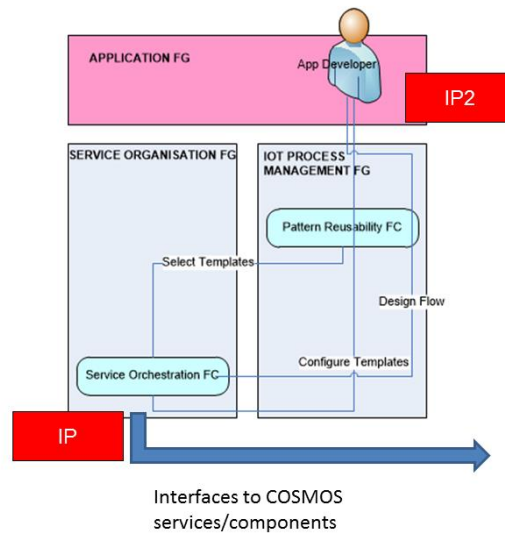 APPLICATION FG
App Developer
IP2
SERVICE ORGANISATION FG
IOT PROCESS
MANAGEMENT FG
Pattern Reusability FC
Select Templates
Design Flow
Configure Templates
Service Orchestration FC
IP
Interfaces to COSMOS
services/components